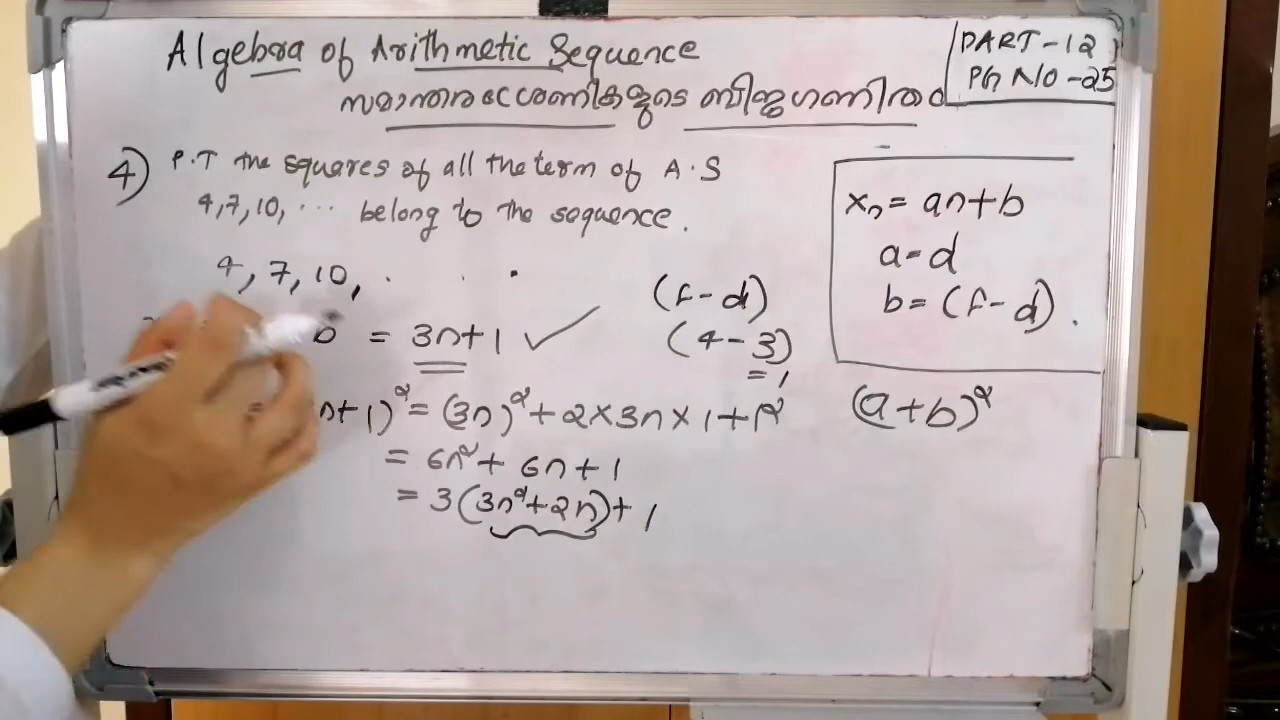 Algebra of Arithmetic Sequence
PART-12
PG NO-25
സമാന്തരശ്രേണികളുടെ ബീജഗണിതം
4) P.T the squares of all the term of A.S
4,7,10, ... belong to the sequence.
4, 7, 10, . . .
b = 3n+1 ✓
n+1)² = (3n)² + 2×3n×1+1²
= 6n² + 6n+1
= 3(3n²+2n)+1
(f-d)
(4-3)
=1
xₙ = an+b
a=d
b= (f-d).
(a+b)²